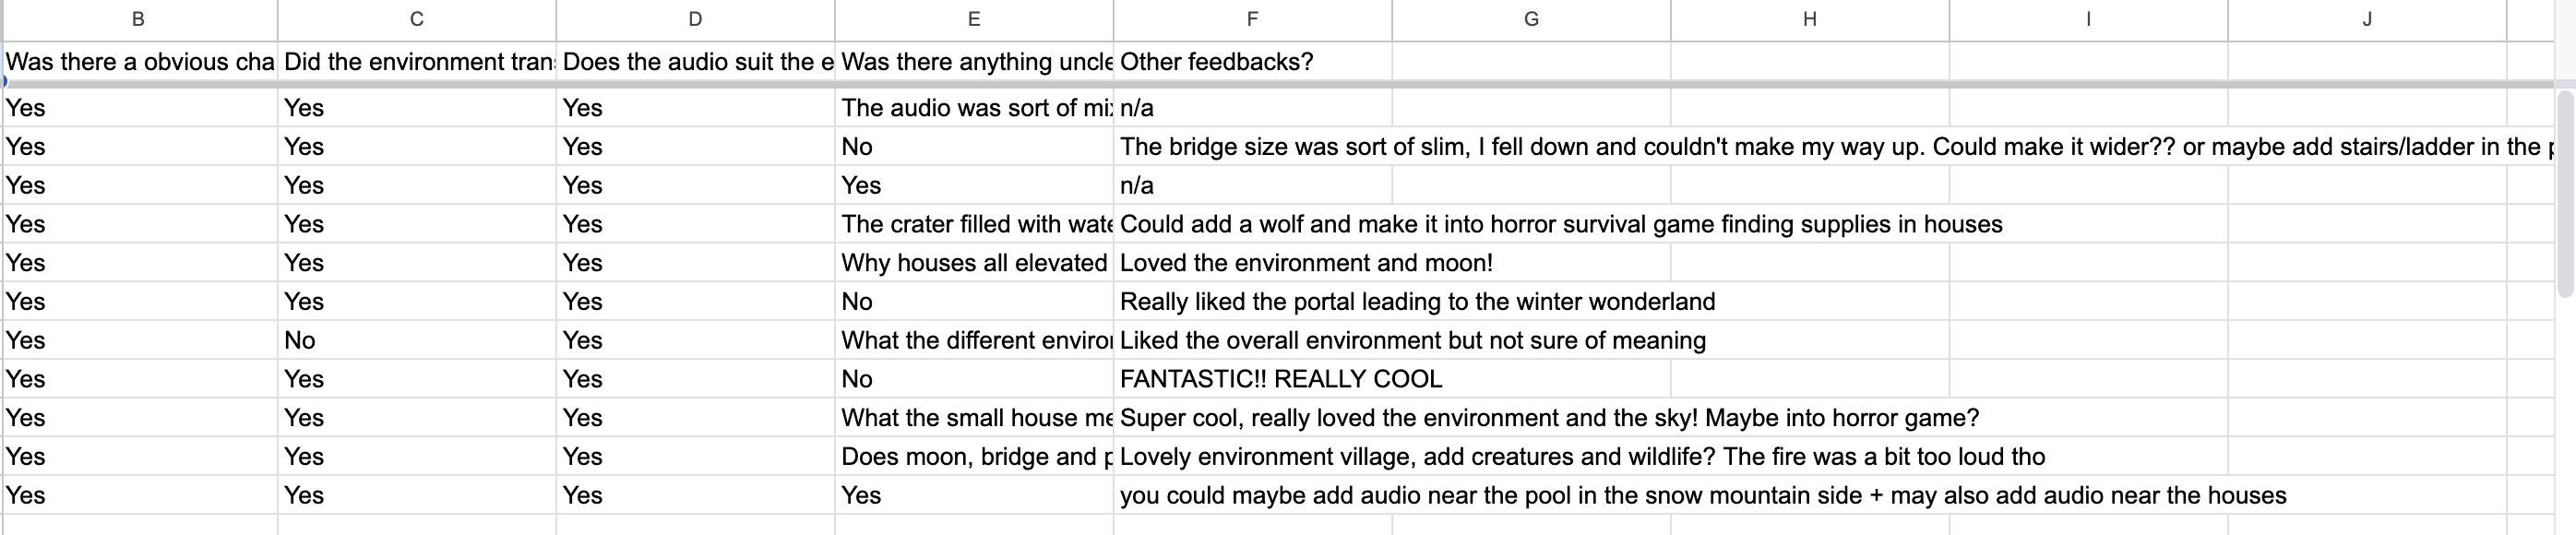 B C D E F G H I J
Was there a obvious cha Did the environment Does the audio suit the Was there anything Other feedbacks?
Yes Yes Yes The audio was sort of n/a
Yes Yes Yes No The bridge size was sort of slim, I fell down and couldn't make my way up. Could make it wider?? or maybe add stairs/ladder in the
Yes Yes Yes Yes n/a
Yes Yes Yes The crater filled with Could add a wolf and make it into horror survival game finding supplies in houses
Yes Yes Yes Why houses all elevated Loved the environment and moon!
Yes Yes Yes No Really liked the portal leading to the winter wonderland
Yes No Yes What the different Liked the overall environment but not sure of meaning
Yes Yes Yes No FANTASTIC!! REALLY COOL
Yes Yes Yes What the small house Super cool, really loved the environment and the sky! Maybe into horror game?
Yes Yes Yes Does moon, bridge and Lovely environment village, add creatures and wildlife? The fire was a bit too loud tho
Yes Yes Yes Yes you could maybe add audio near the pool in the snow mountain side + may also add audio near the houses